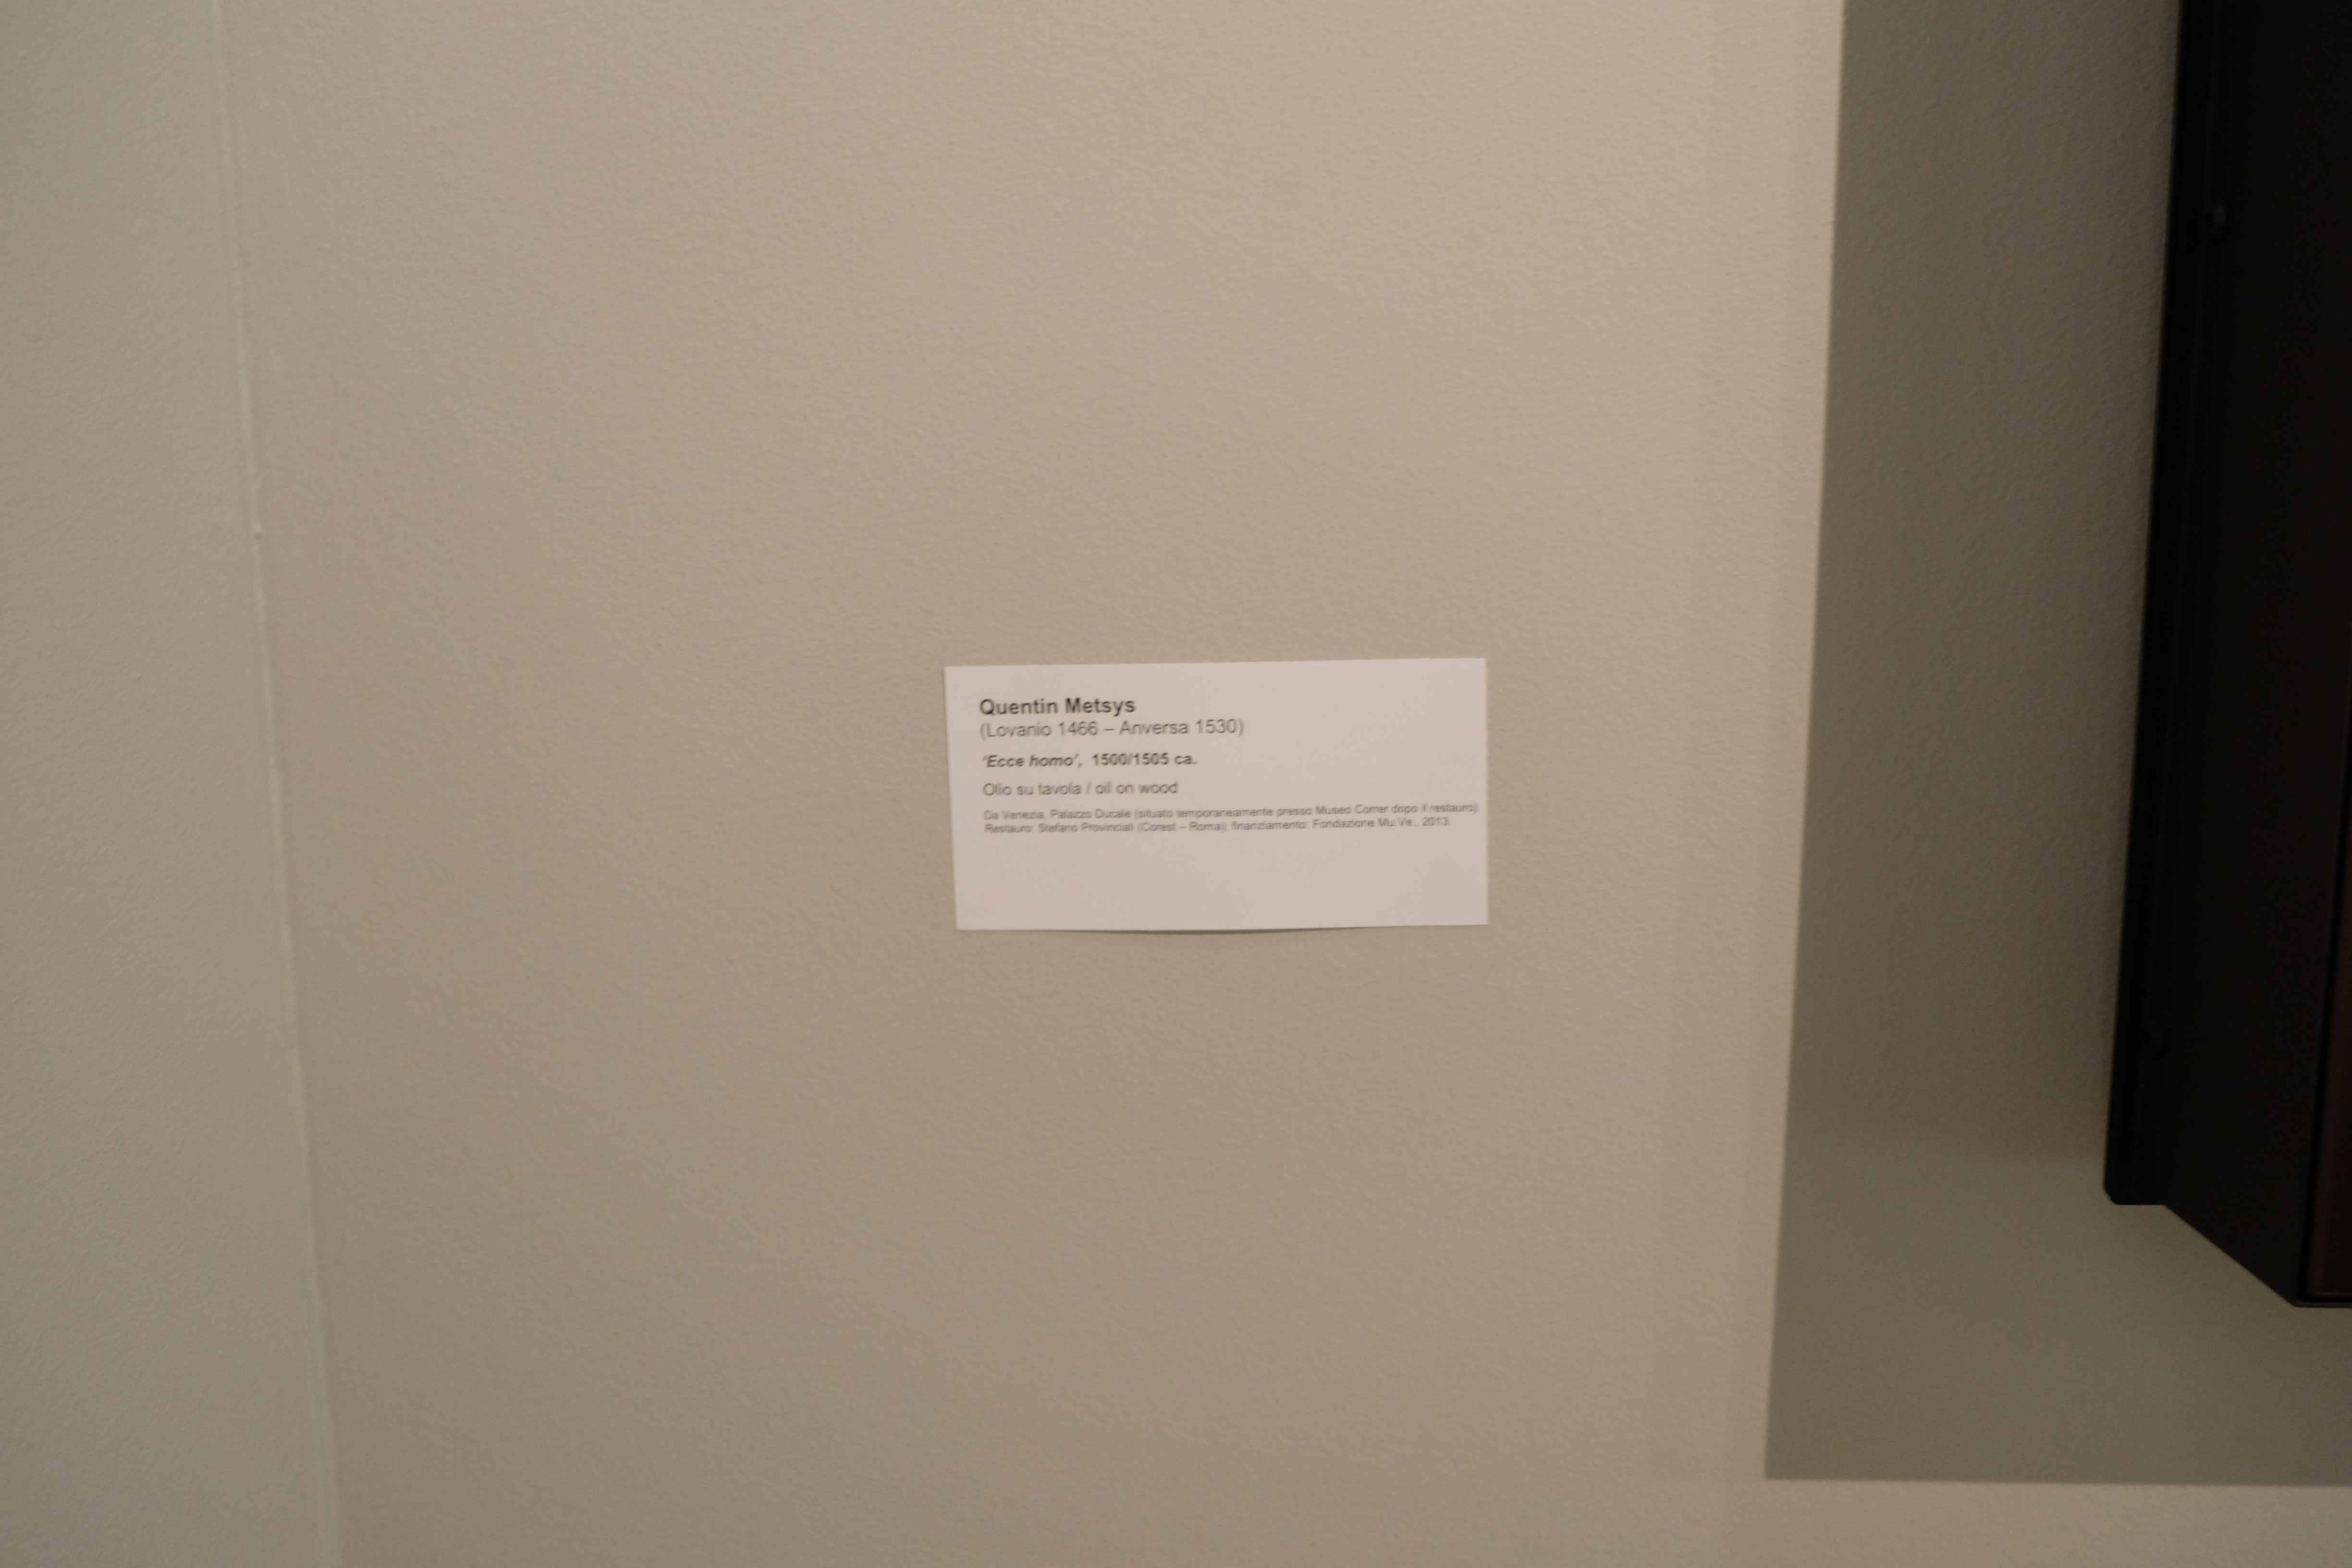 Quentin Metsys
(Lovanio 1466 – Anversa 1530)
'Ecce homo', 1500/1505 ca.
Olio su tavola / oil on wood
Da Venezia, Palazzo Ducale (situato temporaneamente presso Museo Correr dopo il restauro)
Restauro: Stefano Provinciali (Corest – Roma); finanziamento: Fondazione Mu.Ve., 2013.